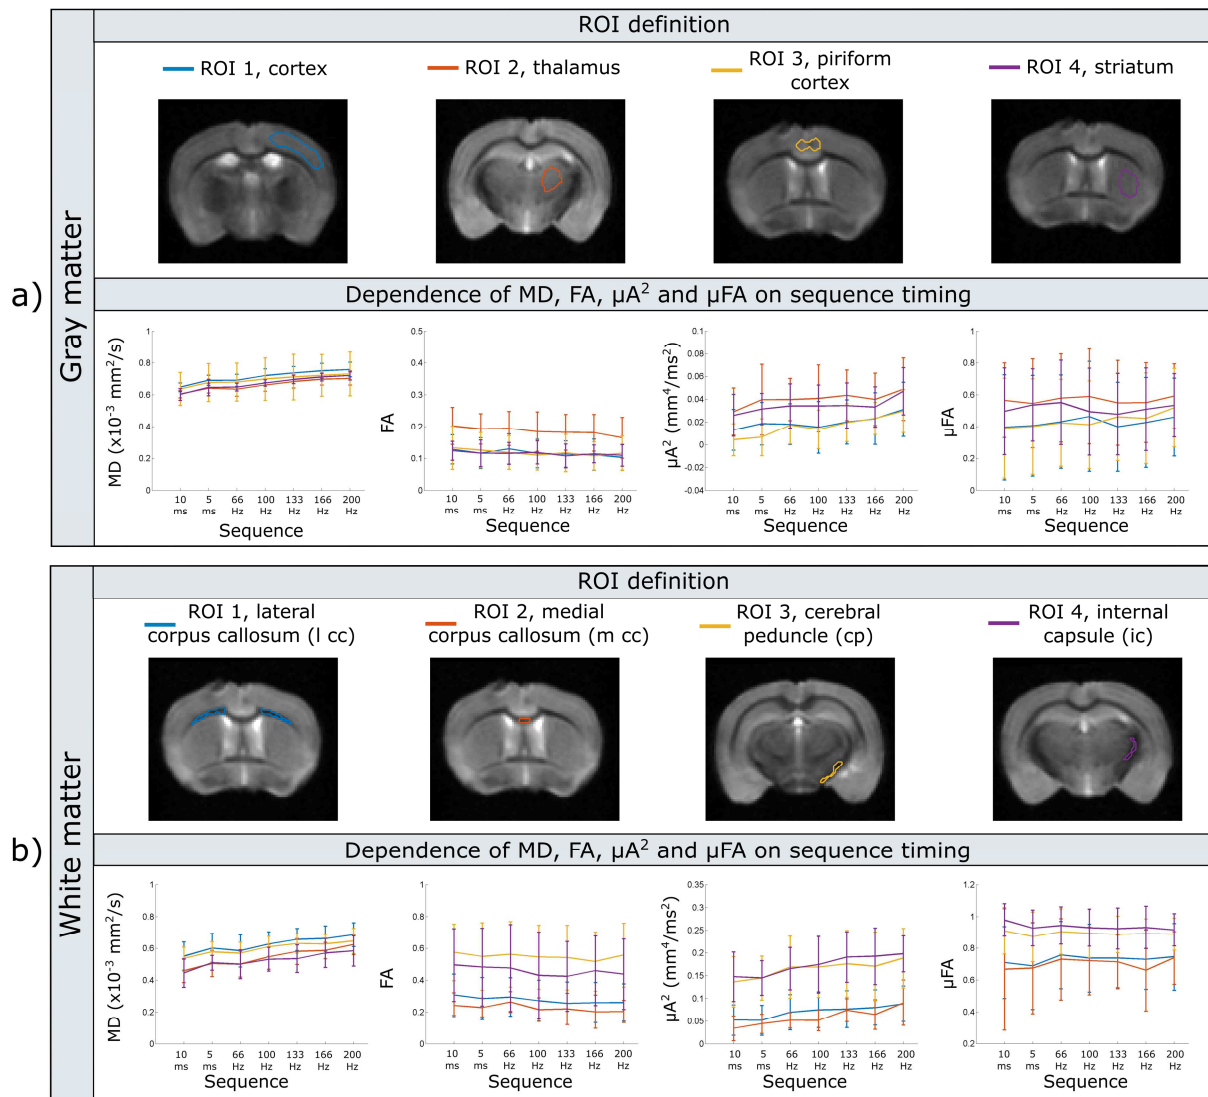 a)
Gray matter
ROI definition
ROI 1, cortex
ROI 2, thalamus
ROI 3, piriform
cortex
ROI 4, striatum
Dependence of MD, FA, µA² and µFA on sequence timing
MD (x10⁻³ mm²/s)
1
0.8
0.6
0.4
0.2
0
10 5 66 100 133 166 200
ms ms Hz Hz Hz Hz Hz
Sequence
FA
0.5
0.4
0.3
0.2
0.1
0
10 5 66 100 133 166 200
ms ms Hz Hz Hz Hz Hz
Sequence
µA² (mm⁴/ms²)
0.1
0.08
0.06
0.04
0.02
0
-0.02
-0.04
10 5 66 100 133 166 200
ms ms Hz Hz Hz Hz Hz
Sequence
µFA
1
0.8
0.6
0.4
0.2
0
10 5 66 100 133 166 200
ms ms Hz Hz Hz Hz Hz
Sequence
b)
White matter
ROI definition
ROI 1, lateral
corpus callosum (l cc)
ROI 2, medial
corpus callosum (m cc)
ROI 3, cerebral
peduncle (cp)
ROI 4, internal
capsule (ic)
Dependence of MD, FA, µA² and µFA on sequence timing
MD (x10⁻³ mm²/s)
1
0.8
0.6
0.4
0.2
0
10 5 66 100 133 166 200
ms ms Hz Hz Hz Hz Hz
Sequence
FA
1
0.8
0.6
0.4
0.2
0
10 5 66 100 133 166 200
ms ms Hz Hz Hz Hz Hz
Sequence
µA² (mm⁴/ms²)
0.35
0.3
0.25
0.2
0.15
0.1
0.05
0
10 5 66 100 133 166 200
ms ms Hz Hz Hz Hz Hz
Sequence
µFA
1.2
1
0.8
0.6
0.4
0.2
10 5 66 100 133 166 200
ms ms Hz Hz Hz Hz Hz
Sequence